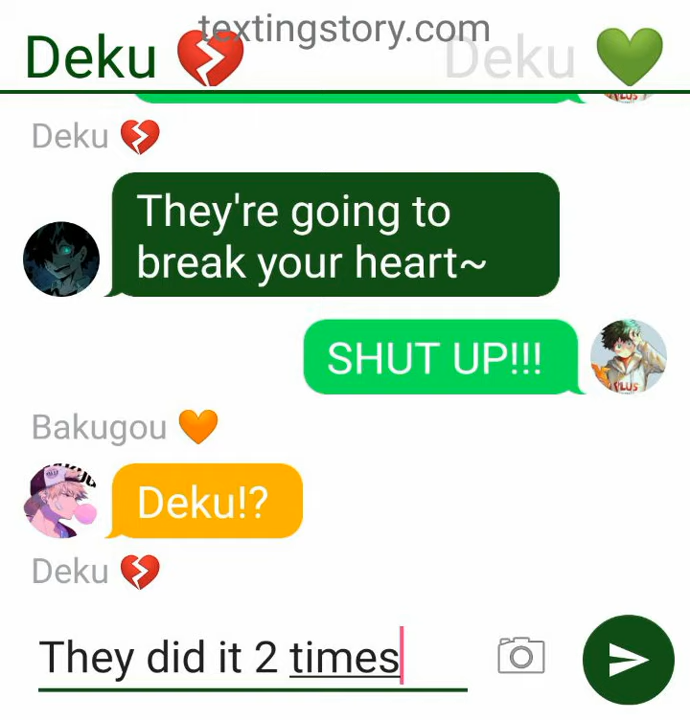 textingstory.com
Deku 💔
Deku 💚
Deku 💔
They're going to
break your heart~
SHUT UP!!!
PLUS
Bakugou 🧡
Deku!?
Deku 💔
They did it 2 times